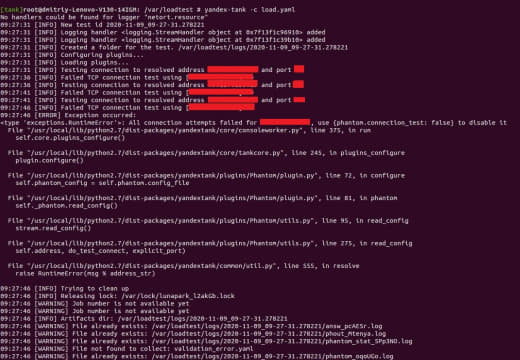 [tank]root@dmitriy-Lenovo-V130-14IGM: /var/loadtest # yandex-tank -c load.yaml
No handlers could be found for logger "netort.resource"
09:27:31 [INFO] New test id 2020-11-09_09-27-31.278221
09:27:31 [INFO] Logging handler <logging.StreamHandler object at 0x7f13f1c96910> added
09:27:31 [INFO] Logging handler <logging.StreamHandler object at 0x7f13f1c39b10> added
09:27:31 [INFO] Created a folder for the test. /var/loadtest/logs/2020-11-09_09-27-31.278221
09:27:31 [INFO] Configuring plugins...
09:27:31 [INFO] Loading plugins...
09:27:31 [INFO] Testing connection to resolved address and port
09:27:36 [INFO] Failed TCP connection test using [
09:27:36 [INFO] Testing connection to resolved address and port
09:27:41 [INFO] Failed TCP connection test using [
09:27:41 [INFO] Testing connection to resolved address and port
09:27:46 [INFO] Failed TCP connection test using [
09:27:46 [ERROR] Exception occurred:
<type 'exceptions.RuntimeError'>: All connection attempts failed for , use {phantom.connection_test: false} to disable it
File "/usr/local/lib/python2.7/dist-packages/yandextank/core/consoleworker.py", line 375, in run
self.core.plugins_configure()
File "/usr/local/lib/python2.7/dist-packages/yandextank/core/tankcore.py", line 245, in plugins_configure
plugin.configure()
File "/usr/local/lib/python2.7/dist-packages/yandextank/plugins/Phantom/plugin.py", line 72, in configure
self.phantom_config = self.phantom.config_file
File "/usr/local/lib/python2.7/dist-packages/yandextank/plugins/Phantom/plugin.py", line 81, in phantom
self._phantom.read_config()
File "/usr/local/lib/python2.7/dist-packages/yandextank/plugins/Phantom/utils.py", line 95, in read_config
stream.read_config()
File "/usr/local/lib/python2.7/dist-packages/yandextank/plugins/Phantom/utils.py", line 275, in read_config
self.address, do_test_connect, explicit_port)
File "/usr/local/lib/python2.7/dist-packages/yandextank/common/util.py", line 555, in resolve
raise RuntimeError(msg % address_str)
09:27:46 [INFO] Trying to clean up
09:27:46 [INFO] Releasing lock: /var/lock/lunapark_lzakGb.lock
09:27:46 [WARNING] Job number is not available yet
09:27:46 [WARNING] Job number is not available yet
09:27:46 [INFO] Artifacts dir: /var/loadtest/logs/2020-11-09_09-27-31.278221
09:27:46 [WARNING] File already exists: /var/loadtest/logs/2020-11-09_09-27-31.278221/answ_pcAESr.log
09:27:46 [WARNING] File already exists: /var/loadtest/logs/2020-11-09_09-27-31.278221/phout_Mtenya.log
09:27:46 [WARNING] File already exists: /var/loadtest/logs/2020-11-09_09-27-31.278221/phantom_stat_SPp3NO.log
09:27:46 [WARNING] File not found to collect: validation_error.yaml
09:27:46 [WARNING] File already exists: /var/loadtest/logs/2020-11-09_09-27-31.278221/phantom_oqoUGo.log